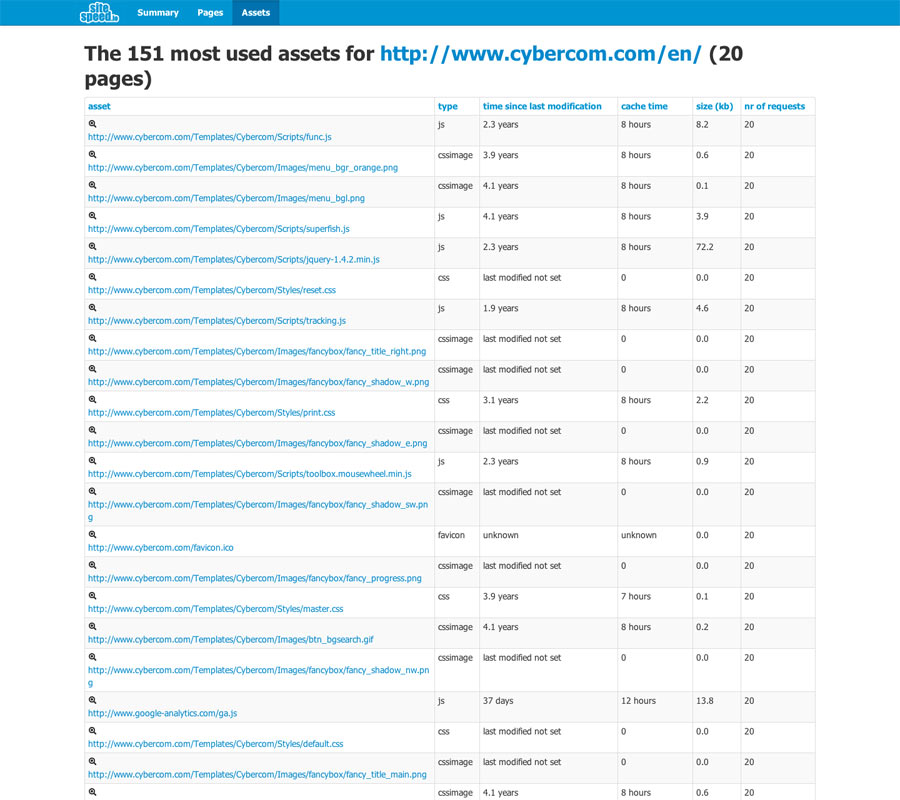 site speed.io Summary Pages Assets
The 151 most used assets for http://www.cybercom.com/en/ (20
pages)
asset type time since last modification cache time size (kb) nr of requests
js 2.3 years 8 hours 8.2 20
http://www.cybercom.com/Templates/Cybercom/Scripts/func.js
cssimage 3.9 years 8 hours 0.6 20
http://www.cybercom.com/Templates/Cybercom/Images/menu_bgr_orange.png
cssimage 4.1 years 8 hours 0.1 20
http://www.cybercom.com/Templates/Cybercom/Images/menu_bgl.png
js 4.1 years 8 hours 3.9 20
http://www.cybercom.com/Templates/Cybercom/Scripts/superfish.js
js 2.3 years 8 hours 72.2 20
http://www.cybercom.com/Templates/Cybercom/Scripts/jquery-1.4.2.min.js
css last modified not set 0 0.0 20
http://www.cybercom.com/Templates/Cybercom/Styles/reset.css
js 1.9 years 8 hours 4.6 20
http://www.cybercom.com/Templates/Cybercom/Scripts/tracking.js
cssimage last modified not set 0 0.0 20
http://www.cybercom.com/Templates/Cybercom/Images/fancybox/fancy_title_right.png
cssimage last modified not set 0 0.0 20
http://www.cybercom.com/Templates/Cybercom/Images/fancybox/fancy_shadow_w.png
css 3.1 years 8 hours 2.2 20
http://www.cybercom.com/Templates/Cybercom/Styles/print.css
cssimage last modified not set 0 0.0 20
http://www.cybercom.com/Templates/Cybercom/Images/fancybox/fancy_shadow_e.png
js 2.3 years 8 hours 0.9 20
http://www.cybercom.com/Templates/Cybercom/Scripts/toolbox.mousewheel.min.js
cssimage last modified not set 0 0.0 20
http://www.cybercom.com/Templates/Cybercom/Images/fancybox/fancy_shadow_sw.pn
g
favicon unknown unknown 0.0 20
http://www.cybercom.com/favicon.ico
cssimage last modified not set 0 0.0 20
http://www.cybercom.com/Templates/Cybercom/Images/fancybox/fancy_progress.png
css 3.9 years 7 hours 0.1 20
http://www.cybercom.com/Templates/Cybercom/Styles/master.css
cssimage 4.1 years 8 hours 0.2 20
http://www.cybercom.com/Templates/Cybercom/Images/btn_bgsearch.gif
cssimage last modified not set 0 0.0 20
http://www.cybercom.com/Templates/Cybercom/Images/fancybox/fancy_shadow_nw.pn
g
js 37 days 12 hours 13.8 20
http://www.google-analytics.com/ga.js
css last modified not set 0 0.0 20
http://www.cybercom.com/Templates/Cybercom/Styles/default.css
cssimage last modified not set 0 0.0 20
http://www.cybercom.com/Templates/Cybercom/Images/fancybox/fancy_title_main.png
cssimage 4.1 years 8 hours 0.6 20